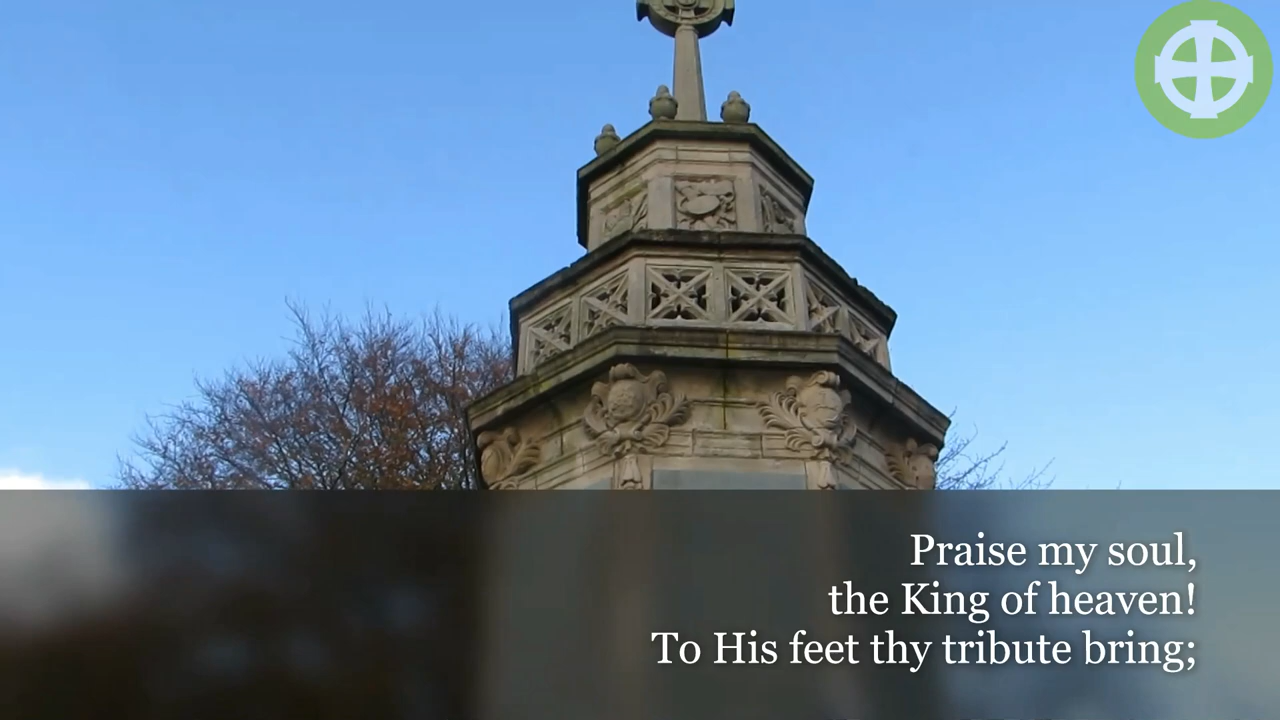 Praise my soul,
the King of heaven!
To His feet thy tribute bring;